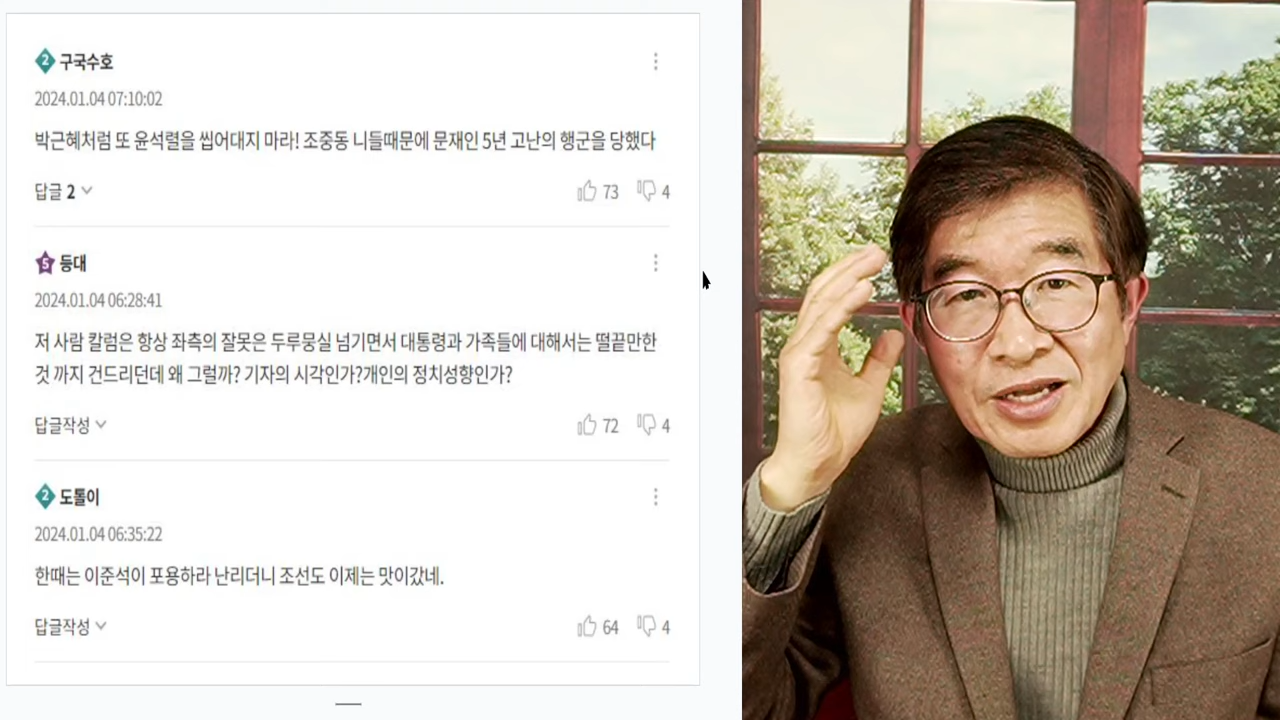 2 구국수호
2024.01.04 07:10:02
박근혜처럼 또 윤석렬을 씹어대지 마라! 조중동 니들때문에 문재인 5년 고난의 행군을 당했다
답글 2
73 4
5 등대
2024.01.04 06:28:41
저 사람 칼럼은 항상 좌측의 잘못은 두루뭉실 넘기면서 대통령과 가족들에 대해서는 떨끝만한
것 까지 건드리던데 왜 그럴까? 기자의 시각인가?개인의 정치성향인가?
답글작성
72 4
2 도톨이
2024.01.04 06:35:22
한때는 이준석이 포용하라 난리더니 조선도 이제는 맛이갔네.
답글작성
64 4